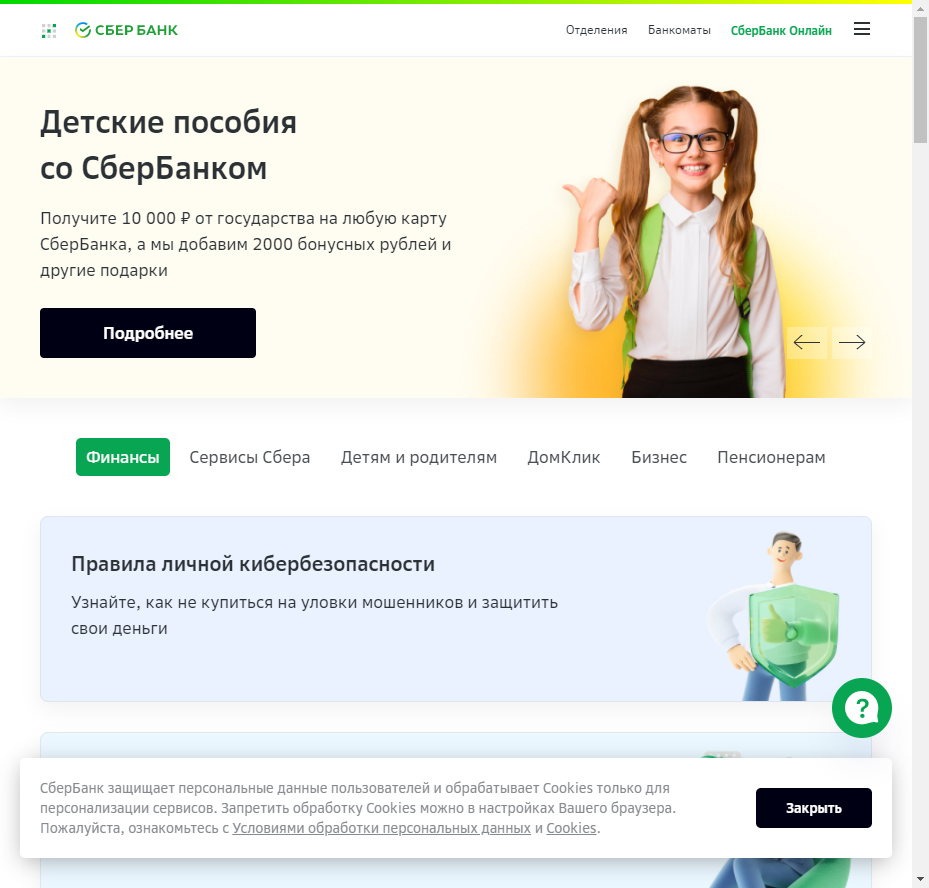 СБЕР БАНК
Отделения
Банкоматы
СберБанк Онлайн
Детские пособия
со СберБанком
Получите 10 000 ₽ от государства на любую карту
СберБанка, а мы добавим 2000 бонусных рублей и
другие подарки
Подробнее
Финансы
Сервисы Сбера
Детям и родителям
ДомКлик
Бизнес
Пенсионерам
Правила личной кибербезопасности
Узнайте, как не купиться на уловки мошенников и защитить
свои деньги
?
СберБанк защищает персональные данные пользователей и обрабатывает Cookies только для
персонализации сервисов. Запретить обработку Cookies можно в настройках Вашего браузера.
Пожалуйста, ознакомьтесь с Условиями обработки персональных данных и Cookies.
Закрыть